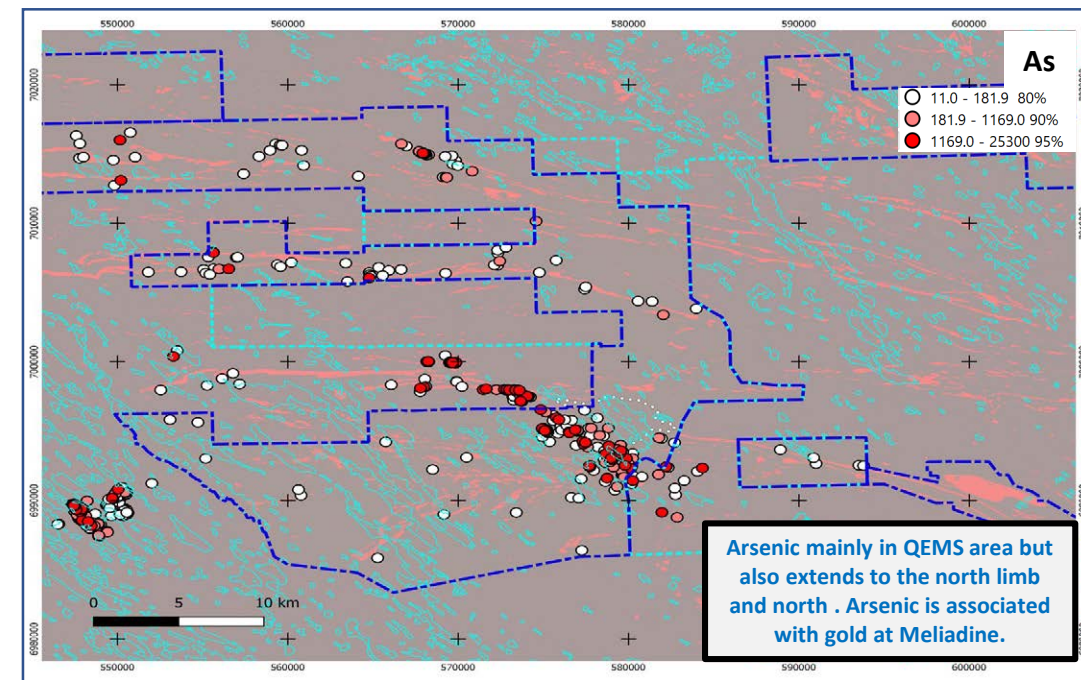 550000 560000 570000 580000 590000 600000
As
11.0 - 181.9 80%
181.9 - 1169.0 90%
1169.0 - 25300 95%
7020000
7010000
7000000
6990000
6980000
Arsenic mainly in QEMS area but
also extends to the north limb
and north . Arsenic is associated
with gold at Meliadine.
0 5 10 km
550000 560000 570000 580000 590000 600000